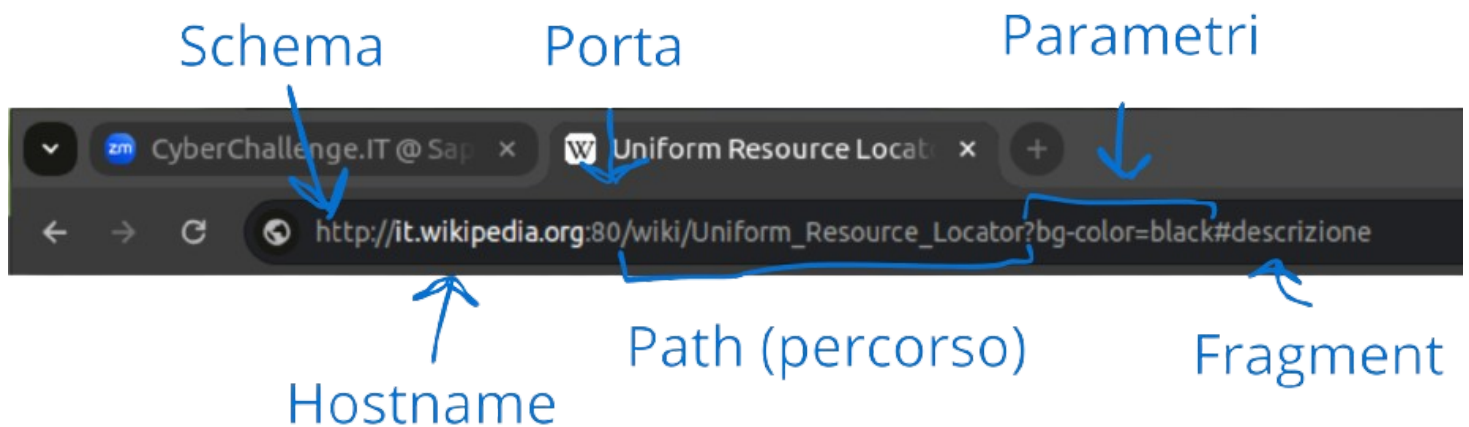 Schema
Porta
Parametri
zm CyberChallenge.IT @ Sap
W Uniform Resource Locat
http://it.wikipedia.org:80/wiki/Uniform_Resource_Locator?bg-color=black#descrizione
Hostname
Path (percorso)
Fragment